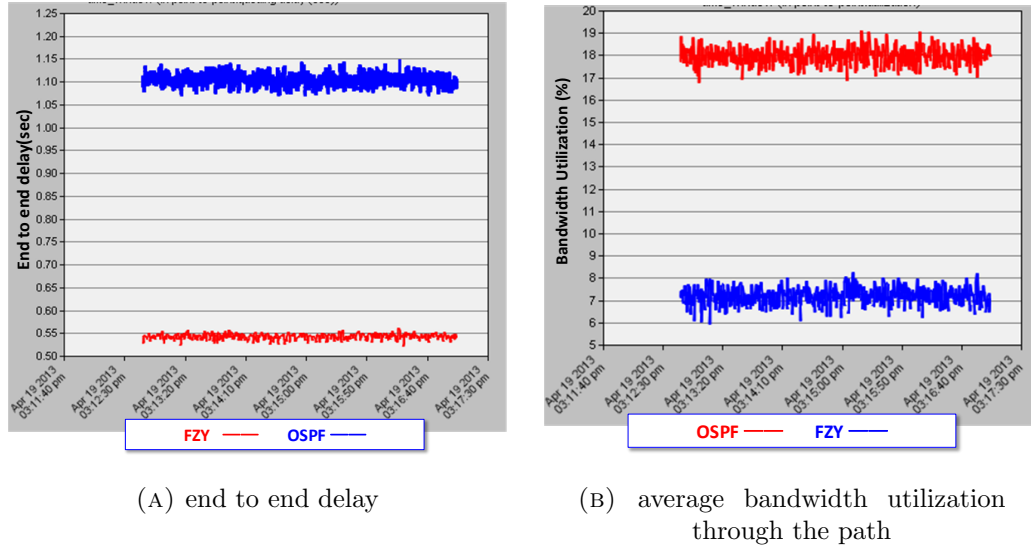 1.25
1.20
1.15
1.10
1.05
1.00
0.95
0.90
0.85
0.80
0.75
0.70
0.65
0.60
0.55
0.50
End to end delay(sec)
Apr 19 2013
03:11:40 pm
Apr 19 2013
03:12:30 pm
Apr 19 2013
03:13:20 pm
Apr 19 2013
03:14:10 pm
Apr 19 2013
03:15:00 pm
Apr 19 2013
03:15:50 pm
Apr 19 2013
03:16:40 pm
Apr 19 2013
03:17:30 pm
FZY OSPF
(A) end to end delay
20
19
18
17
16
15
14
13
12
11
10
9
8
7
6
5
Bandwidth Utilization (%)
Apr 19 2013
03:11:40 pm
Apr 19 2013
03:12:30 pm
Apr 19 2013
03:13:20 pm
Apr 19 2013
03:14:10 pm
Apr 19 2013
03:15:00 pm
Apr 19 2013
03:15:50 pm
Apr 19 2013
03:16:40 pm
Apr 19 2013
03:17:30 pm
OSPF FZY
(B) average bandwidth utilization
through the path